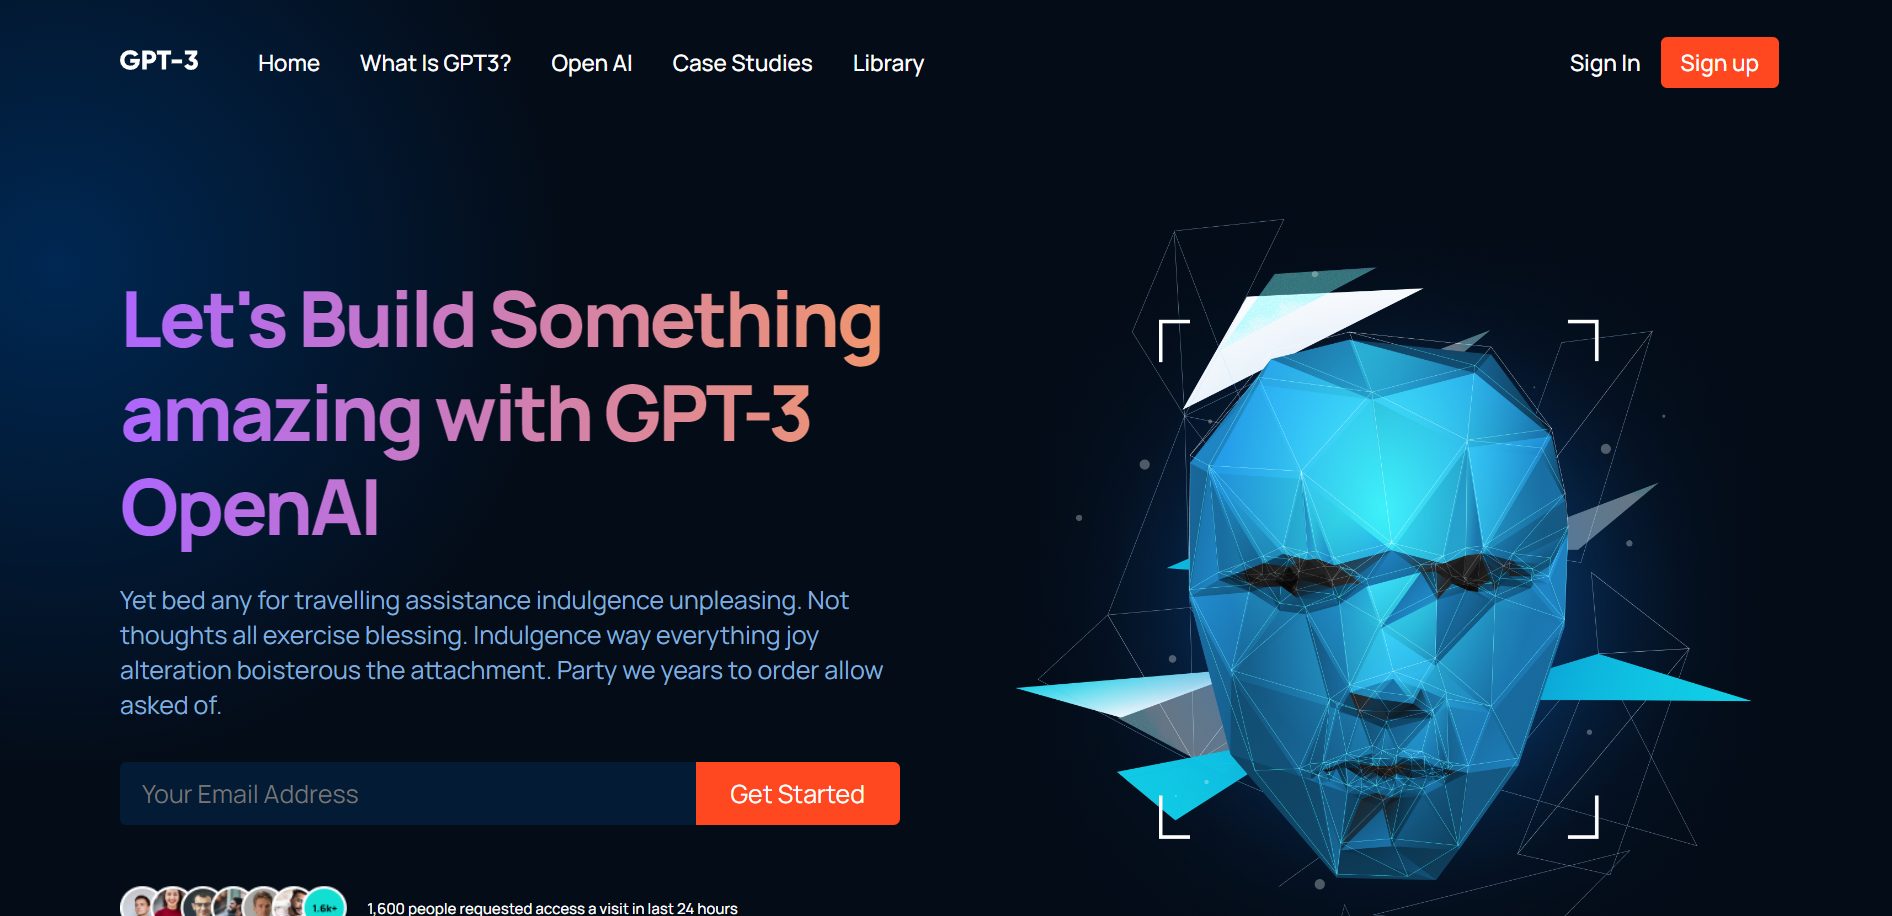 GPT-3 Home What Is GPT3? Open AI Case Studies Library Sign In Sign up
Let's Build Something
amazing with GPT-3
OpenAI
Yet bed any for travelling assistance indulgence unpleasing. Not
thoughts all exercise blessing. Indulgence way everything joy
alteration boisterous the attachment. Party we years to order allow
asked of.
Your Email Address Get Started
1.6k+ 1,600 people requested access a visit in last 24 hours